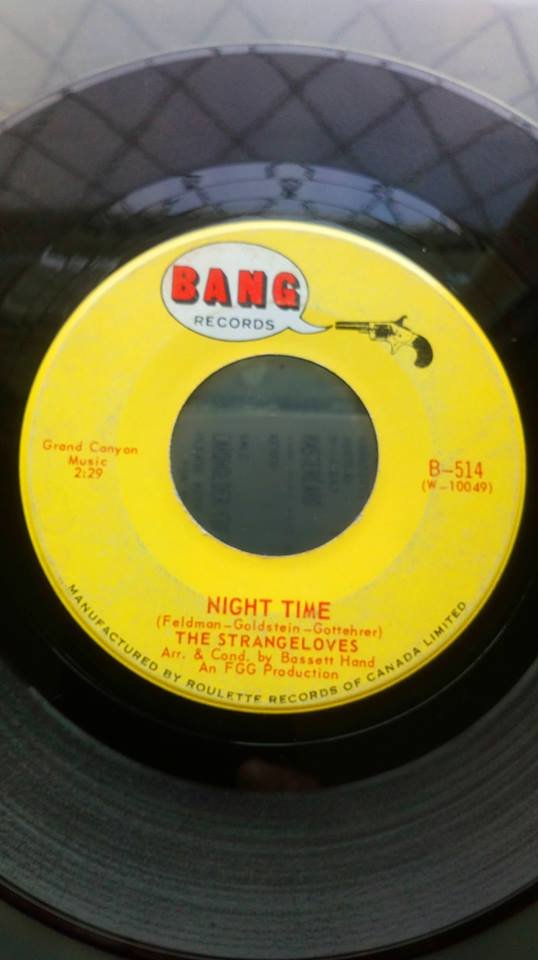 BANG
RECORDS
Grand Canyon
Music
2:29
B-514
(W-10049)
NIGHT TIME
(Feldman-Goldstein-Gottehrer)
THE STRANGELOVES
Arr. & Cond. by Bassett Hand
An FGG Production
MANUFACTURED BY ROULETTE RECORDS OF CANADA LIMITED